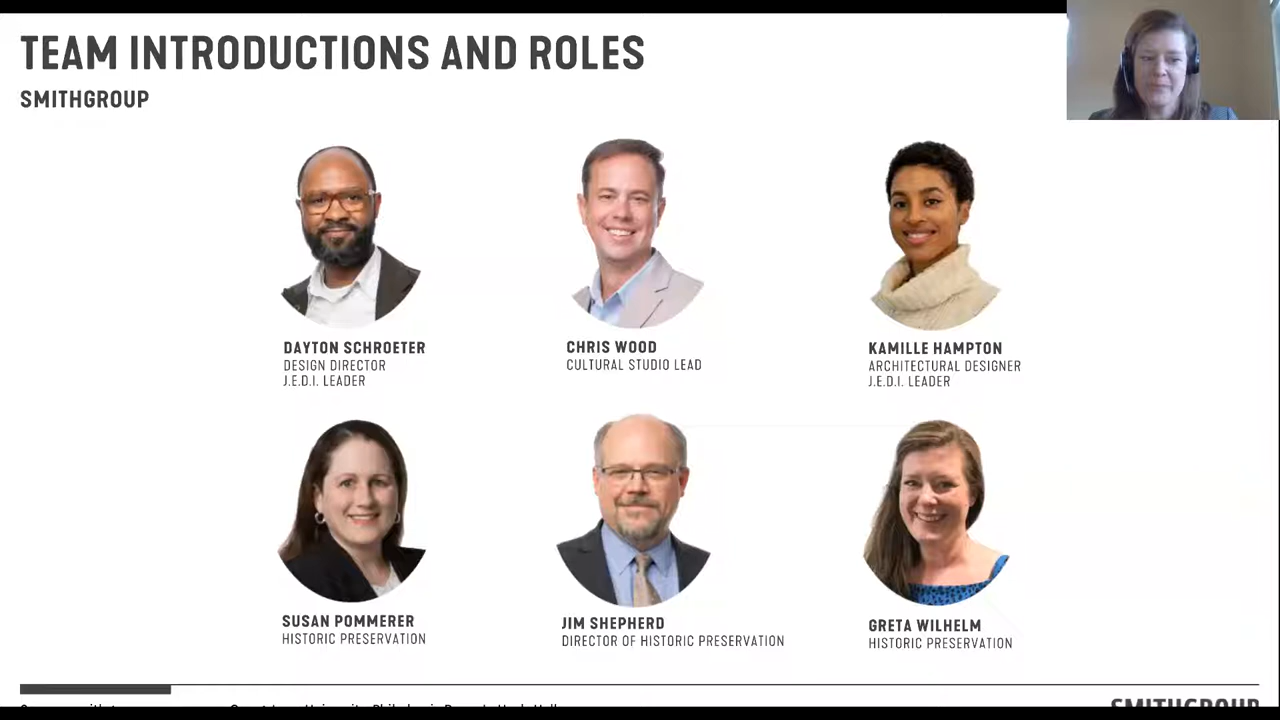 TEAM INTRODUCTIONS AND ROLES
SMITHGROUP
DAYTON SCHROETER
DESIGN DIRECTOR
J.E.D.I. LEADER
CHRIS WOOD
CULTURAL STUDIO LEAD
KAMILLE HAMPTON
ARCHITECTURAL DESIGNER
J.E.D.I. LEADER
SUSAN POMMERER
HISTORIC PRESERVATION
JIM SHEPHERD
DIRECTOR OF HISTORIC PRESERVATION
GRETA WILHELM
HISTORIC PRESERVATION
SMITHGROUP